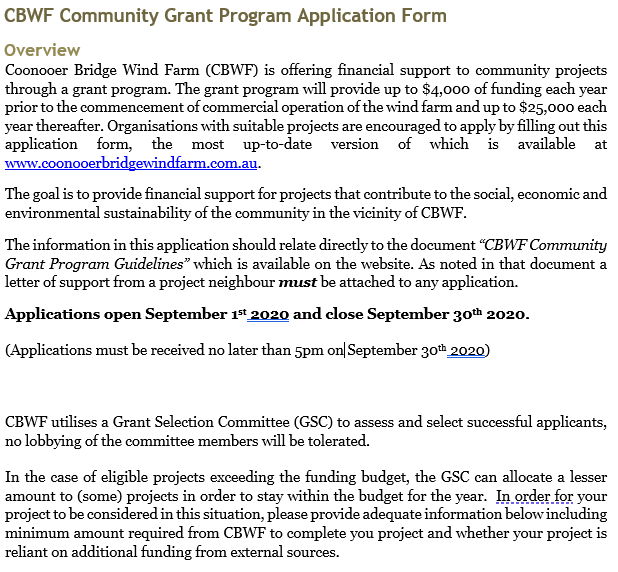 CBWF Community Grant Program Application Form
Overview
Coonooer Bridge Wind Farm (CBWF) is offering financial support to community projects
through a grant program. The grant program will provide up to $4,000 of funding each year
prior to the commencement of commercial operation of the wind farm and up to $25,000 each
year thereafter. Organisations with suitable projects are encouraged to apply by filling out this
application form, the most up-to-date version of which is available at
www.coonooerbridgewindfarm.com.au.
The goal is to provide financial support for projects that contribute to the social, economic and
environmental sustainability of the community in the vicinity of CBWF.
The information in this application should relate directly to the document “CBWF Community
Grant Program Guidelines” which is available on the website. As noted in that document a
letter of support from a project neighbour must be attached to any application.
Applications open September 1st 2020 and close September 30th 2020.
(Applications must be received no later than 5pm on September 30th 2020)
CBWF utilises a Grant Selection Committee (GSC) to assess and select successful applicants,
no lobbying of the committee members will be tolerated.
In the case of eligible projects exceeding the funding budget, the GSC can allocate a lesser
amount to (some) projects in order to stay within the budget for the year. In order for your
project to be considered in this situation, please provide adequate information below including
minimum amount required from CBWF to complete you project and whether your project is
reliant on additional funding from external sources.